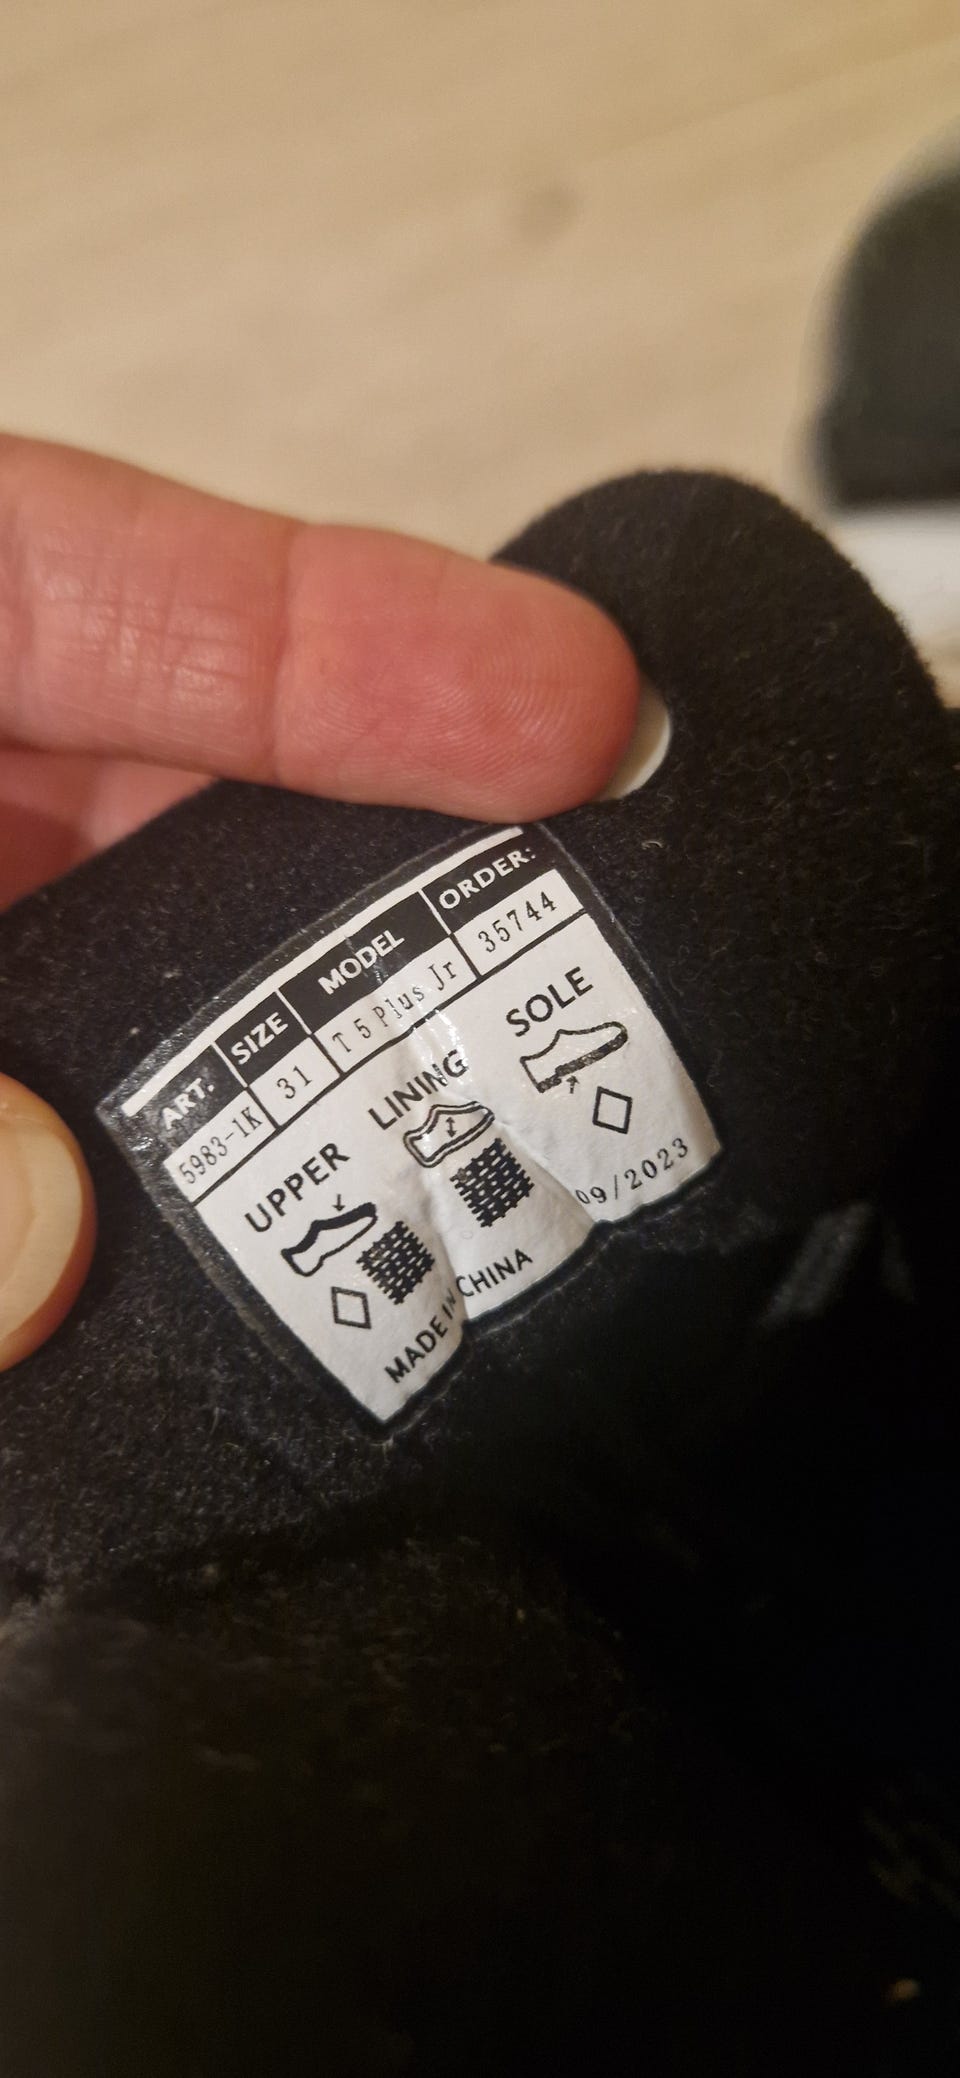 ART. SIZE MODEL ORDER:
5983-1K 31 T 5 Plus Jr 35744
UPPER LINING SOLE
09/2023
MADE IN CHINA